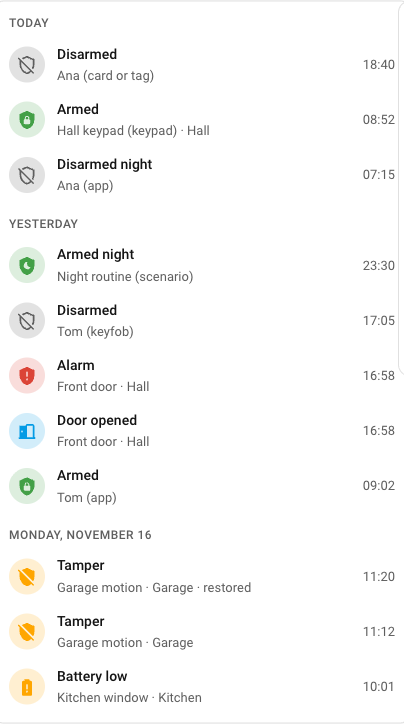 TODAY
Disarmed
Ana (card or tag)
18:40
Armed
Hall keypad (keypad) · Hall
08:52
Disarmed night
Ana (app)
07:15
YESTERDAY
Armed night
Night routine (scenario)
23:30
Disarmed
Tom (keyfob)
17:05
Alarm
Front door · Hall
16:58
Door opened
Front door · Hall
16:58
Armed
Tom (app)
09:02
MONDAY, NOVEMBER 16
Tamper
Garage motion · Garage · restored
11:20
Tamper
Garage motion · Garage
11:12
Battery low
Kitchen window · Kitchen
10:01